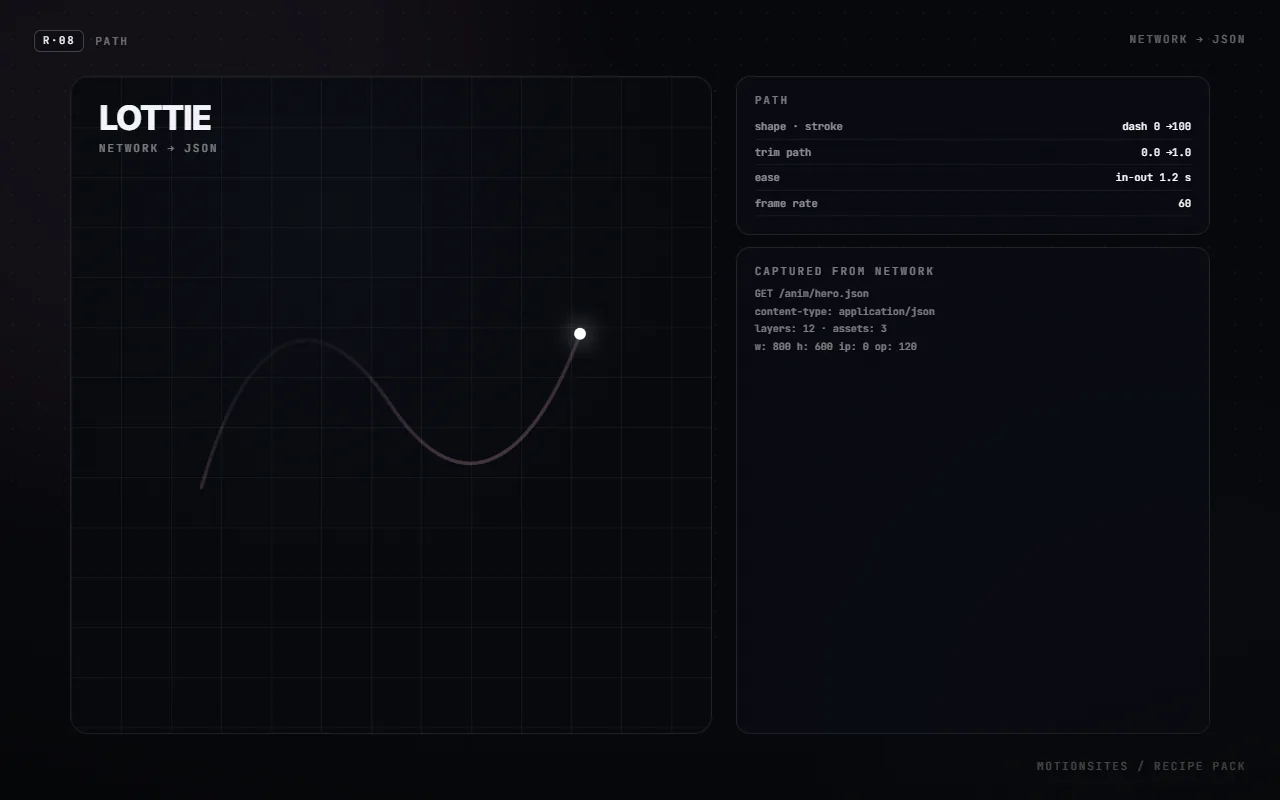 R·08 PATH
NETWORK → JSON
LOTTIE
NETWORK → JSON
PATH
shape · stroke dash 0 →100
trim path 0.0 →1.0
ease in-out 1.2 s
frame rate 60
CAPTURED FROM NETWORK
GET /anim/hero.json
content-type: application/json
layers: 12 · assets: 3
w: 800 h: 600 ip: 0 op: 120
MOTIONSITES / RECIPE PACK